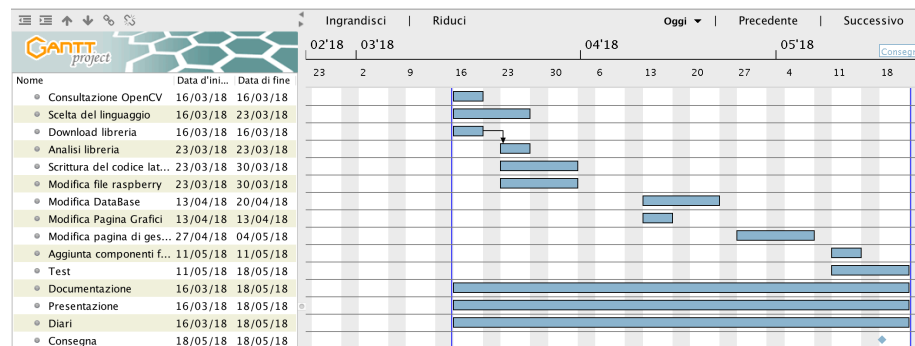 Ingrandisci | Riduci Oggi ▼ | Precedente | Successivo
GANTT project
02'18 03'18 04'18 05'18
Consegn
Nome Data d'ini... Data di fine 23 2 9 16 23 30 6 13 20 27 4 11 18
Consultazione OpenCV 16/03/18 16/03/18
Scelta del linguaggio 16/03/18 23/03/18
Download libreria 16/03/18 16/03/18
Analisi libreria 23/03/18 23/03/18
Scrittura del codice lat... 23/03/18 30/03/18
Modifica file raspberry 23/03/18 30/03/18
Modifica DataBase 13/04/18 20/04/18
Modifica Pagina Grafici 13/04/18 13/04/18
Modifica pagina di ges... 27/04/18 04/05/18
Aggiunta componenti f... 11/05/18 11/05/18
Test 11/05/18 18/05/18
Documentazione 16/03/18 18/05/18
Presentazione 16/03/18 18/05/18
Diari 16/03/18 18/05/18
Consegna 18/05/18 18/05/18